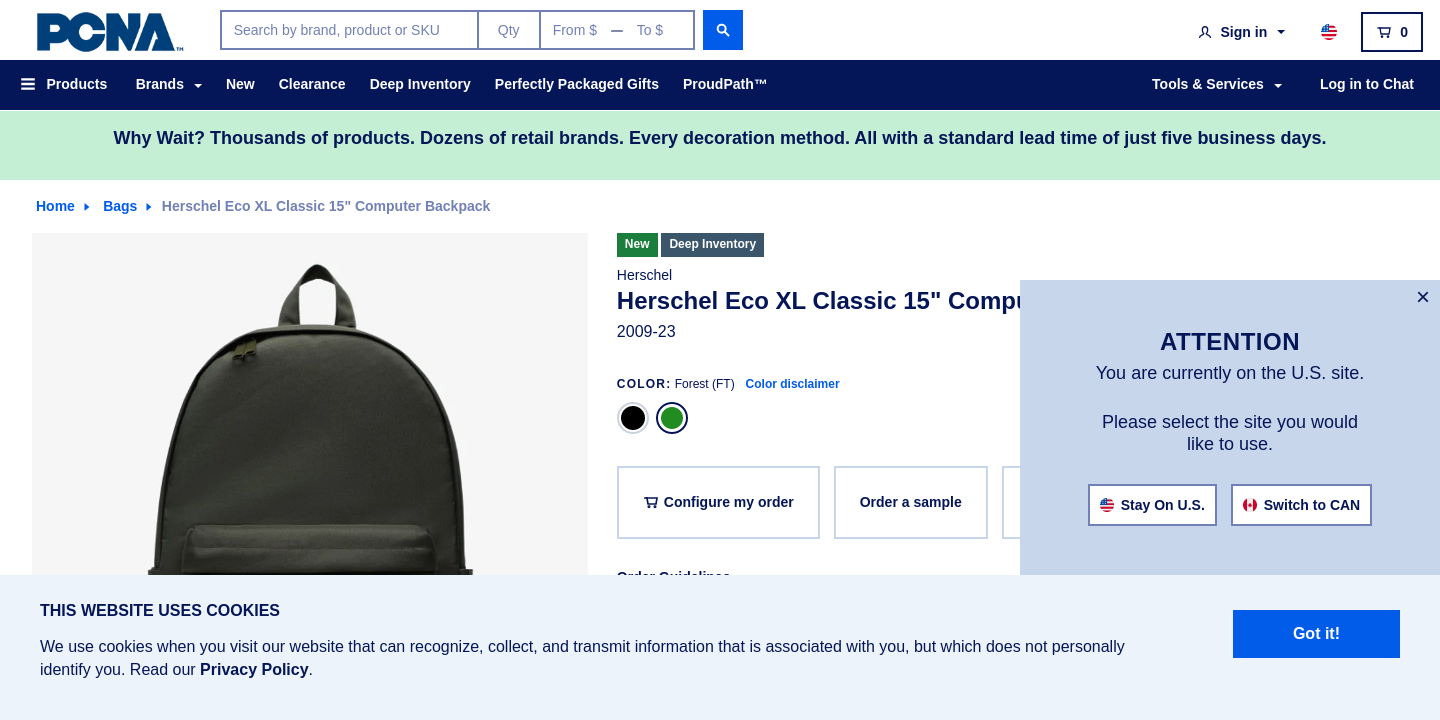 PCNA™
Search by brand, product or SKU
Qty
From $ — To $
Sign in
0
Products
Brands
New
Clearance
Deep Inventory
Perfectly Packaged Gifts
ProudPath™
Tools & Services
Log in to Chat
Why Wait? Thousands of products. Dozens of retail brands. Every decoration method. All with a standard lead time of just five business days.
Home
Bags
Herschel Eco XL Classic 15" Computer Backpack
New
Deep Inventory
Herschel
Herschel Eco XL Classic 15" Compu
2009-23
COLOR: Forest (FT) Color disclaimer
Configure my order
Order a sample
Order Guidelines
×
ATTENTION
You are currently on the U.S. site.
Please select the site you would
like to use.
Stay On U.S.
Switch to CAN
THIS WEBSITE USES COOKIES
We use cookies when you visit our website that can recognize, collect, and transmit information that is associated with you, but which does not personally
identify you. Read our Privacy Policy.
Got it!